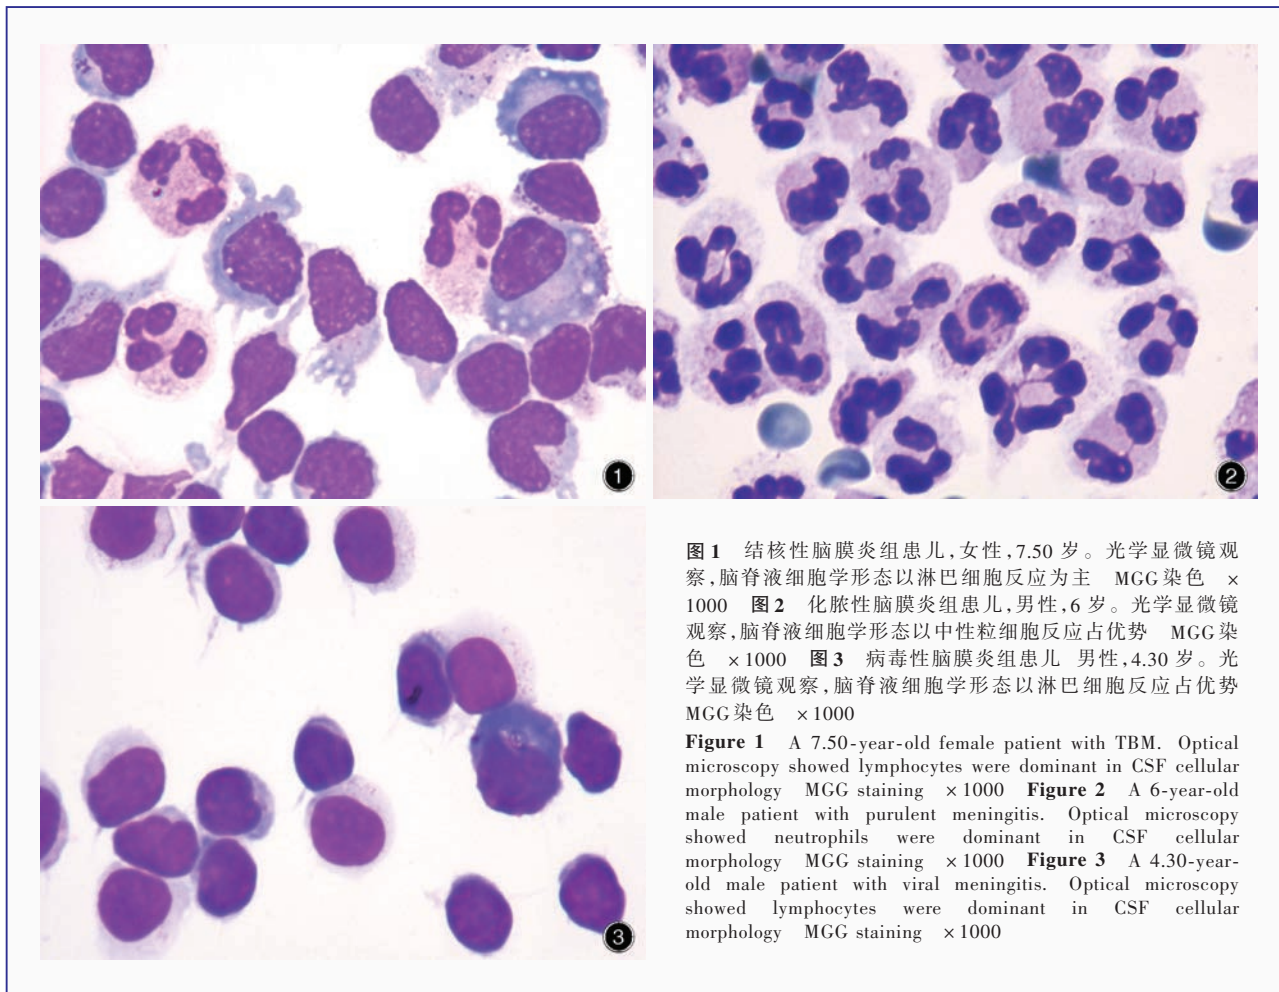 1
2
3
图1 结核性脑膜炎组患儿,女性,7.50 岁。光学显微镜观
察,脑脊液细胞学形态以淋巴细胞反应为主 MGG染色 ×
1000 图2 化脓性脑膜炎组患儿,男性,6 岁。光学显微镜
观察,脑脊液细胞学形态以中性粒细胞反应占优势 MGG染
色 ×1000 图3 病毒性脑膜炎组患儿 男性,4.30 岁。光
学显微镜观察,脑脊液细胞学形态以淋巴细胞反应占优势
MGG染色 ×1000
Figure 1 A 7.50-year-old female patient with TBM. Optical
microscopy showed lymphocytes were dominant in CSF cellular
morphology MGG staining ×1000 Figure 2 A 6-year-old
male patient with purulent meningitis. Optical microscopy
showed neutrophils were dominant in CSF cellular
morphology MGG staining ×1000 Figure 3 A 4.30-year-
old male patient with viral meningitis. Optical microscopy
showed lymphocytes were dominant in CSF cellular
morphology MGG staining ×1000